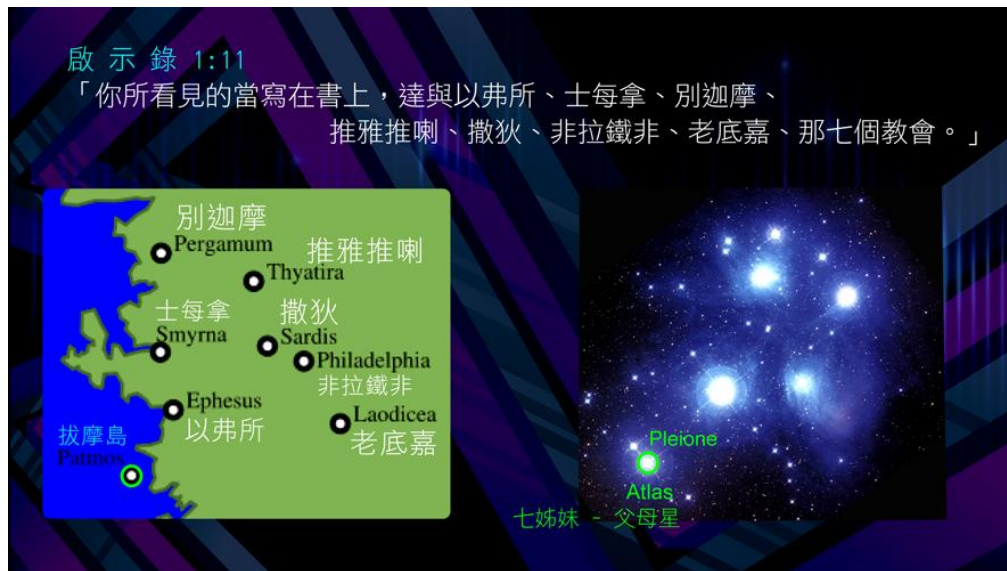 啟 示 錄 1:11
「你所看見的當寫在書上,達與以弗所、士每拿、別迦摩、
推雅推喇、撒狄、非拉鐵非、老底嘉、那七個教會。」
別迦摩
Pergamum
推雅推喇
Thyatira
士每拿
Smyrna
撒狄
Sardis
Philadelphia
非拉鐵非
Ephesus
以弗所
Laodicea
老底嘉
拔摩島
Patmos
Pleione
Atlas
七姊妹 - 父母星